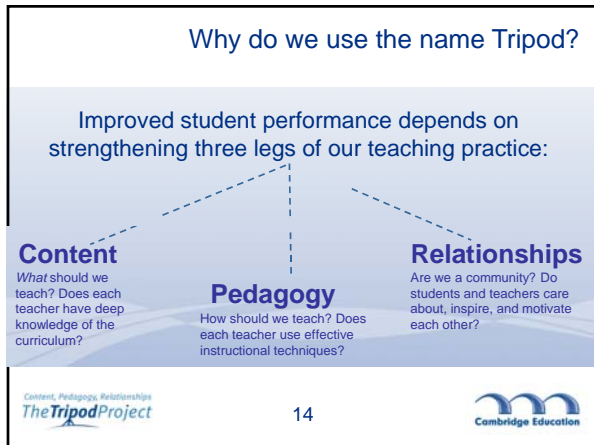 Why do we use the name Tripod?
Improved student performance depends on
strengthening three legs of our teaching practice:
Content
What should we
teach? Does each
teacher have deep
knowledge of the
curriculum?
Pedagogy
How should we teach? Does
each teacher use effective
instructional techniques?
Relationships
Are we a community? Do
students and teachers care
about, inspire, and motivate
each other?
Content, Pedagogy, Relationships
The Tripod Project
14
Cambridge Education